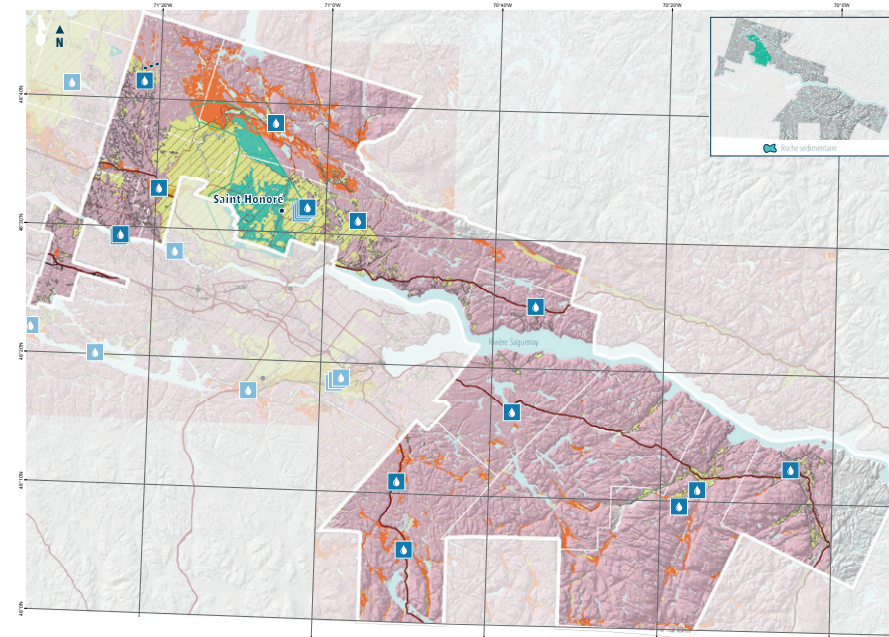 71°20'W
71°0'W
70°40'W
70°20'W
70°0'W
N
48°40'N
Roche sédimentaire
Saint-Honoré
48°30'N
Rivière Saguenay
48°20'N
48°10'N
48°0'N